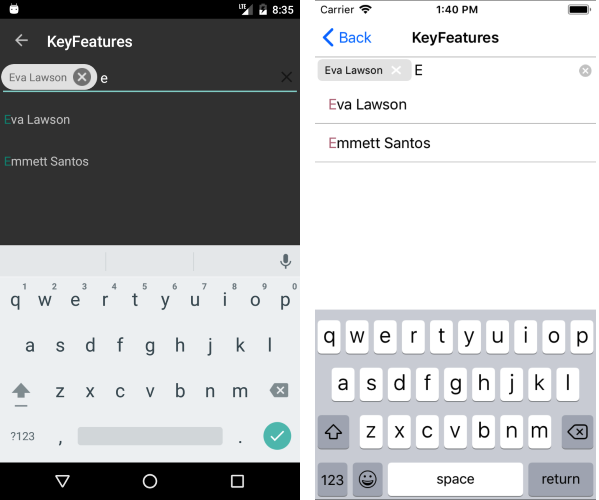 LTE 8:35
KeyFeatures
Eva Lawson e
Eva Lawson
Emmett Santos
1 2 3 4 5 6 7 8 9 0
q w e r t y u i o p
a s d f g h j k l
z x c v b n m
?123 , .
Carrier 1:40 PM
Back KeyFeatures
Eva Lawson E
Eva Lawson
Emmett Santos
q w e r t y u i o p
a s d f g h j k l
z x c v b n m
123 space return